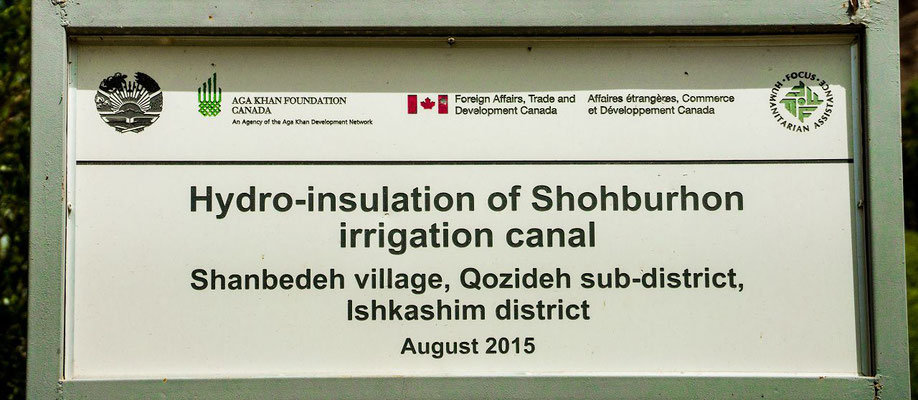 AGA KHAN FOUNDATION
CANADA
An Agency of the Aga Khan Development Network
Foreign Affairs, Trade and
Development Canada
Affaires étrangères, Commerce
et Développement Canada
·FOCUS·
HUMANITARIAN ASSISTANCE
Hydro-insulation of Shohburhon
irrigation canal
Shanbedeh village, Qozideh sub-district,
Ishkashim district
August 2015